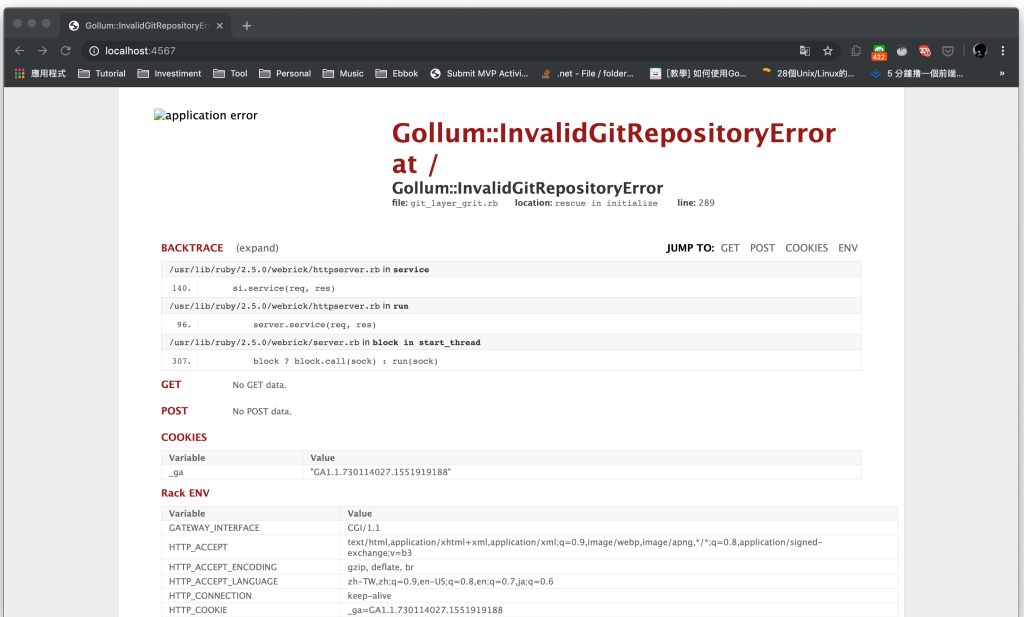 Gollum::InvalidGitRepositoryEr
localhost:4567
422
應用程式 Tutorial Investiment Tool Personal Music Ebbok Submit MVP Activi... .net - File / folder... [教學] 如何使用Go... 28個Unix/Linux的... 5 分鐘擼一個前端... »
application error
Gollum::InvalidGitRepositoryError
at /
Gollum::InvalidGitRepositoryError
file: git_layer_grit.rb location: rescue in initialize line: 289
BACKTRACE (expand) JUMP TO: GET POST COOKIES ENV
/usr/lib/ruby/2.5.0/webrick/httpserver.rb in service
140. si.service(req, res)
/usr/lib/ruby/2.5.0/webrick/httpserver.rb in run
96. server.service(req, res)
/usr/lib/ruby/2.5.0/webrick/server.rb in block in start_thread
307. block ? block.call(sock) : run(sock)
GET No GET data.
POST No POST data.
COOKIES
Variable Value
_ga "GA1.1.730114027.1551919188"
Rack ENV
Variable Value
GATEWAY_INTERFACE CGI/1.1
HTTP_ACCEPT text/html,application/xhtml+xml,application/xml;q=0.9,image/webp,image/apng,*/*;q=0.8,application/signed-
exchange;v=b3
HTTP_ACCEPT_ENCODING gzip, deflate, br
HTTP_ACCEPT_LANGUAGE zh-TW,zh;q=0.9,en-US;q=0.8,en;q=0.7,ja;q=0.6
HTTP_CONNECTION keep-alive
HTTP_COOKIE _ga=GA1.1.730114027.1551919188